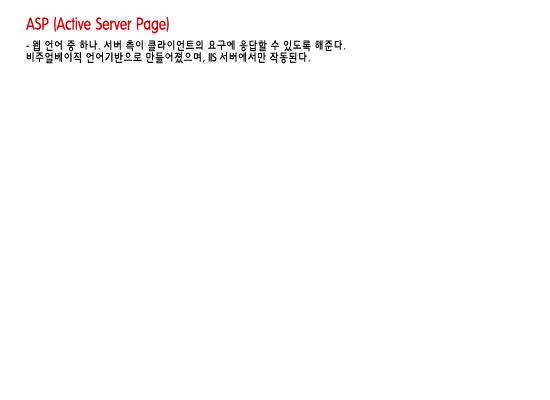 ASP (Active Server Page)
- 웹 언어 중 하나. 서버 측이 클라이언트의 요구에 응답할 수 있도록 해준다.
비주얼베이직 언어기반으로 만들어졌으며, IIS 서버에서만 작동된다.